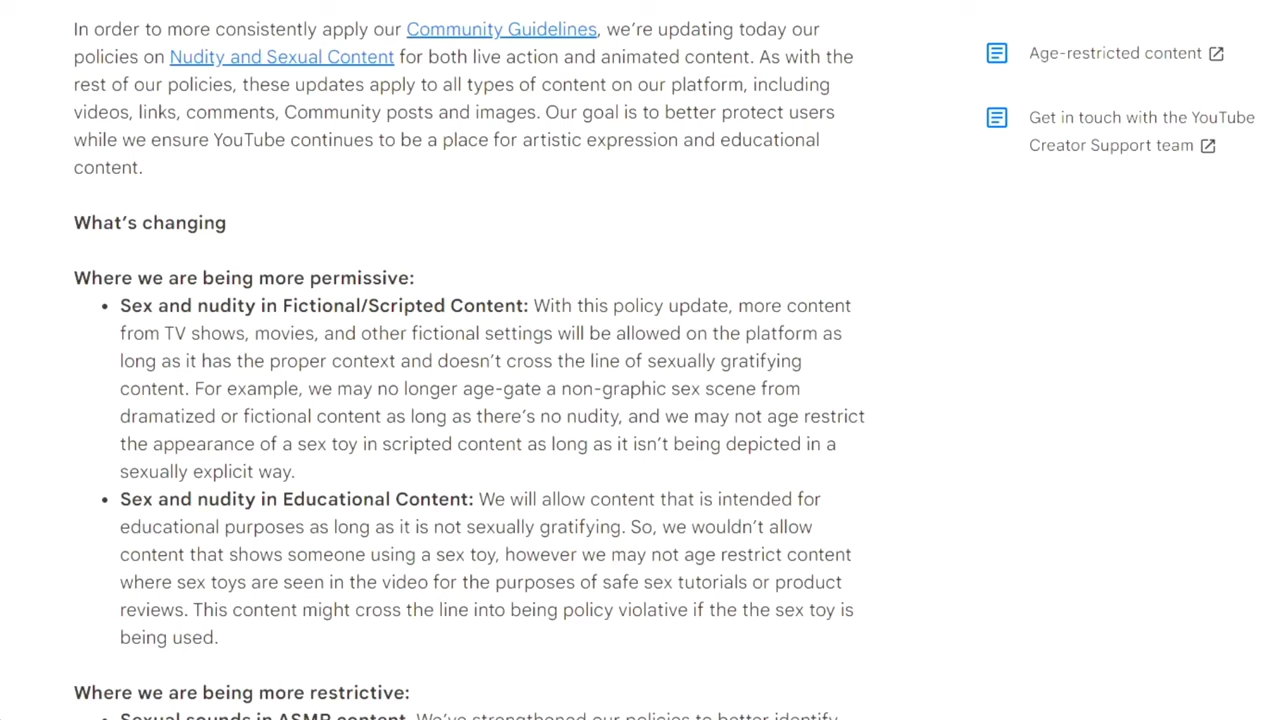 In order to more consistently apply our Community Guidelines, we're updating today our
policies on Nudity and Sexual Content for both live action and animated content. As with the
rest of our policies, these updates apply to all types of content on our platform, including
videos, links, comments, Community posts and images. Our goal is to better protect users
while we ensure YouTube continues to be a place for artistic expression and educational
content.
What's changing
Where we are being more permissive:
• Sex and nudity in Fictional/Scripted Content: With this policy update, more content
from TV shows, movies, and other fictional settings will be allowed on the platform as
long as it has the proper context and doesn't cross the line of sexually gratifying
content. For example, we may no longer age-gate a non-graphic sex scene from
dramatized or fictional content as long as there's no nudity, and we may not age restrict
the appearance of a sex toy in scripted content as long as it isn't being depicted in a
sexually explicit way.
• Sex and nudity in Educational Content: We will allow content that is intended for
educational purposes as long as it is not sexually gratifying. So, we wouldn't allow
content that shows someone using a sex toy, however we may not age restrict content
where sex toys are seen in the video for the purposes of safe sex tutorials or product
reviews. This content might cross the line into being policy violative if the the sex toy is
being used.
Where we are being more restrictive:
• Sexual sounds in ASMR content. We've strengthened our policies to better identify
Age-restricted content
Get in touch with the YouTube
Creator Support team